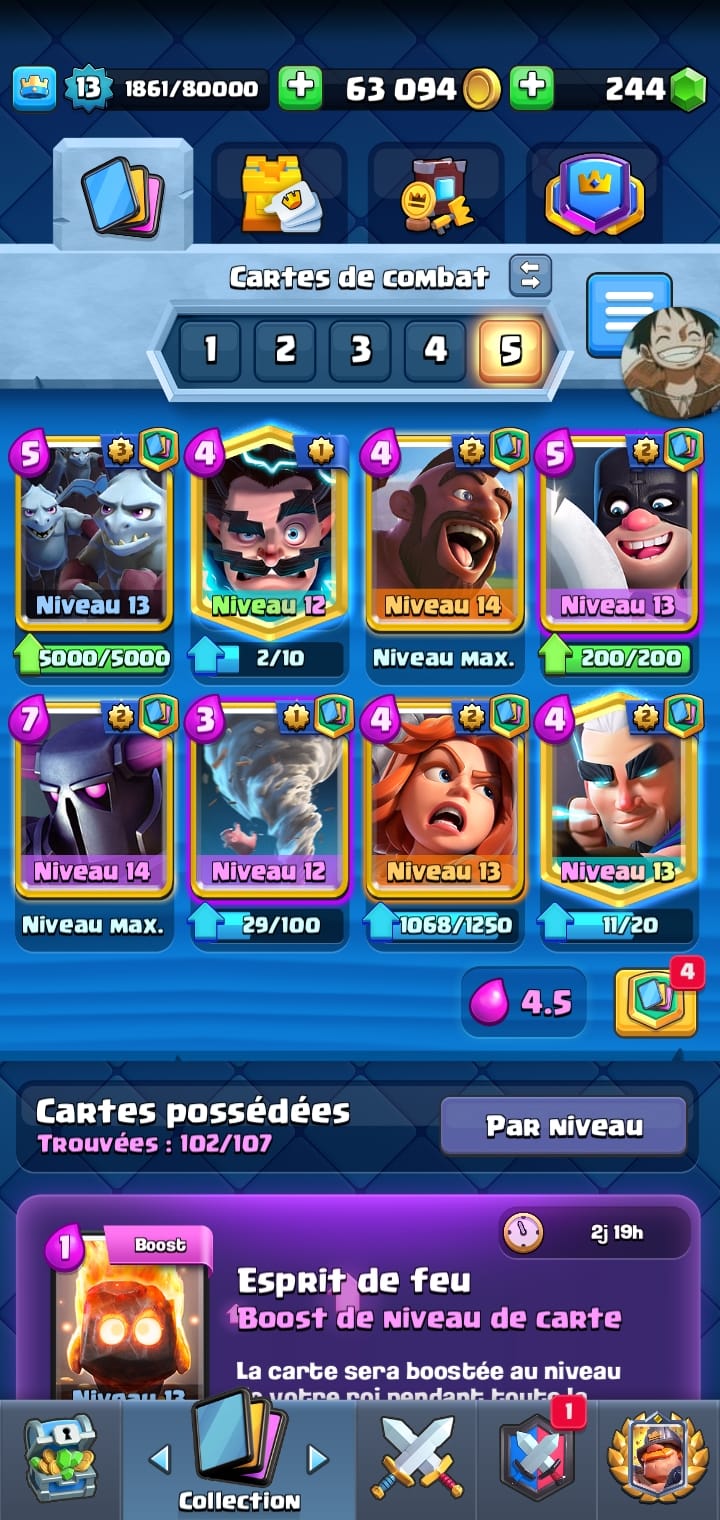 13 1861/80000 63 094 244
Cartes de combat
1 2 3 4 5
5 3 4 1 4 2 5 2
Niveau 13 Niveau 12 Niveau 14 Niveau 13
5000/5000 2/10 Niveau max. 200/200
7 2 3 1 4 2 4 2
Niveau 14 Niveau 12 Niveau 13 Niveau 13
Niveau max. 29/100 1068/1250 11/20
4.5 4
Cartes possédées
Trouvées : 102/107
Par niveau
1 Boost 2j 19h
Esprit de feu
Boost de niveau de carte
La carte sera boostée au niveau
Niveau 13 de votre roi pendant toute la
1
Collection